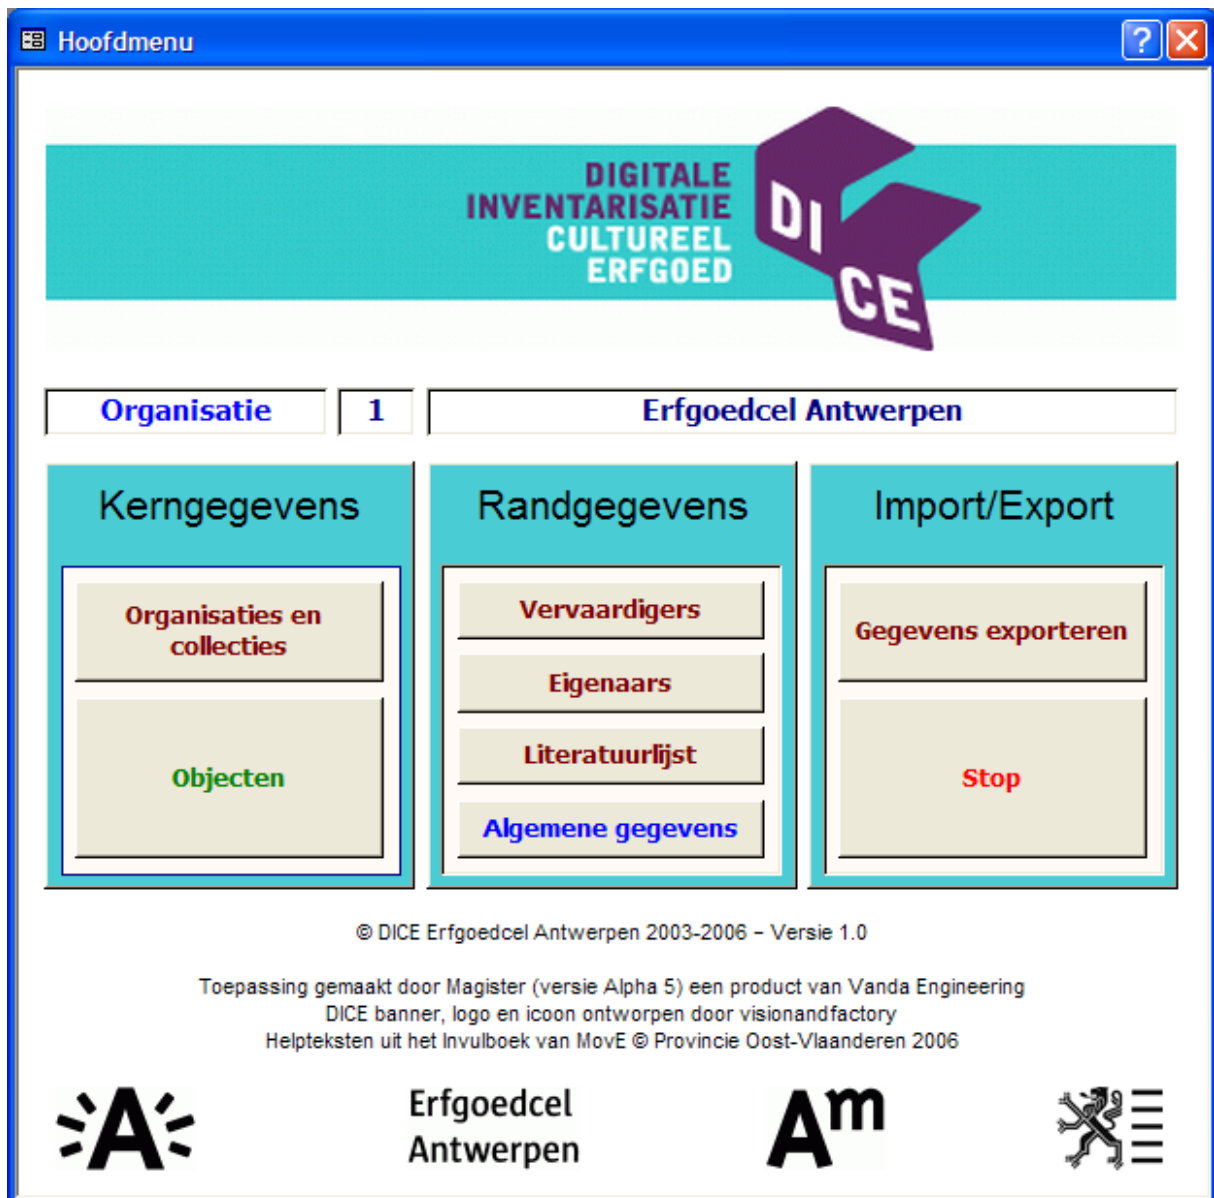 Hoofdmenu
DIGITALE
INVENTARISATIE
CULTUREEL
ERFGOED
DI
CE
Organisatie 1 Erfgoedcel Antwerpen
Kerngegevens
Organisaties en
collecties
Objecten
Randgegevens
Vervaardigers
Eigenaars
Literatuurlijst
Algemene gegevens
Import/Export
Gegevens exporteren
Stop
© DICE Erfgoedcel Antwerpen 2003-2006 – Versie 1.0
Toepassing gemaakt door Magister (versie Alpha 5) een product van Vanda Engineering
DICE banner, logo en icoon ontworpen door visionandfactory
Helpteksten uit het Invulboek van MovE © Provincie Oost-Vlaanderen 2006
A
Erfgoedcel
Antwerpen
Am